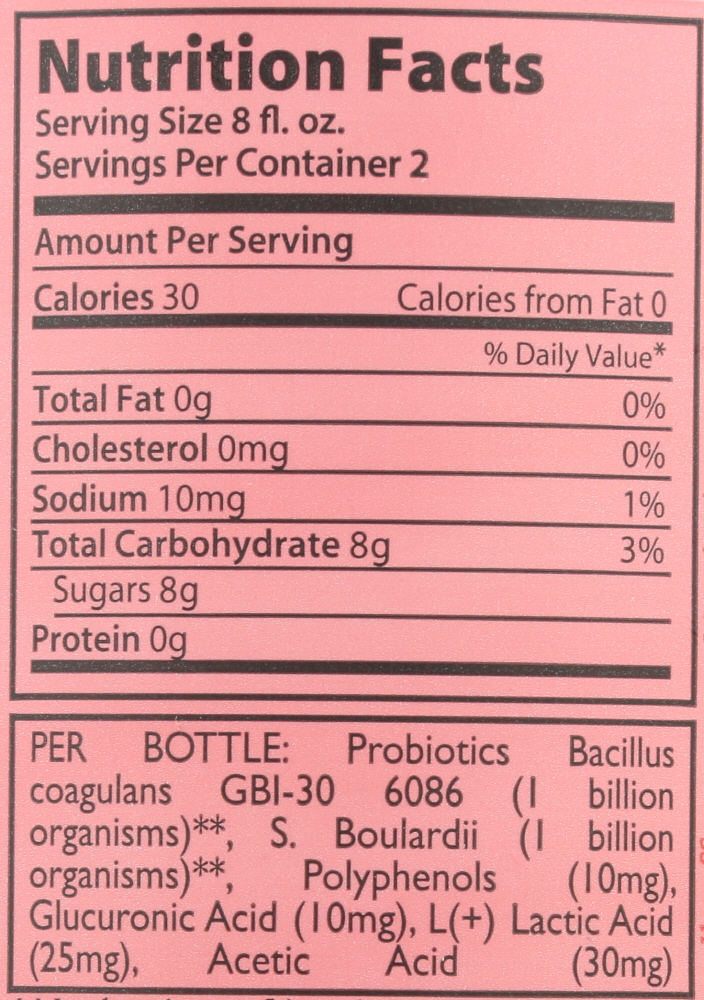 Nutrition Facts
Serving Size 8 fl. oz.
Servings Per Container 2
Amount Per Serving
Calories 30 Calories from Fat 0
% Daily Value*
Total Fat 0g 0%
Cholesterol 0mg 0%
Sodium 10mg 1%
Total Carbohydrate 8g 3%
Sugars 8g
Protein 0g
PER BOTTLE: Probiotics Bacillus
coagulans GBI-30 6086 (1 billion
organisms)**, S. Boulardii (1 billion
organisms)**, Polyphenols (10mg),
Glucuronic Acid (10mg), L(+) Lactic Acid
(25mg), Acetic Acid (30mg)